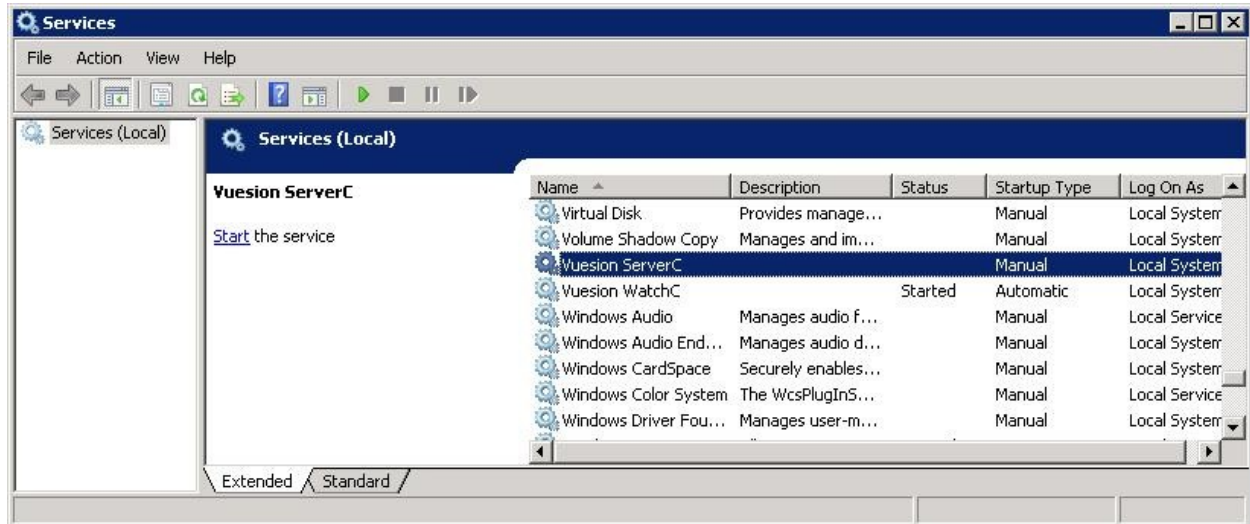 Services
File Action View Help
Services (Local)
Services (Local)
Vuesion ServerC
Start the service
Name Description Status Startup Type Log On As
Virtual Disk Provides manage... Manual Local System
Volume Shadow Copy Manages and im... Manual Local System
Vuesion ServerC Manual Local System
Vuesion WatchC Started Automatic Local System
Windows Audio Manages audio f... Manual Local Service
Windows Audio End... Manages audio d... Manual Local System
Windows CardSpace Securely enables... Manual Local System
Windows Color System The WcsPlugInS... Manual Local Service
Windows Driver Fou... Manages user-m... Manual Local System
Extended Standard